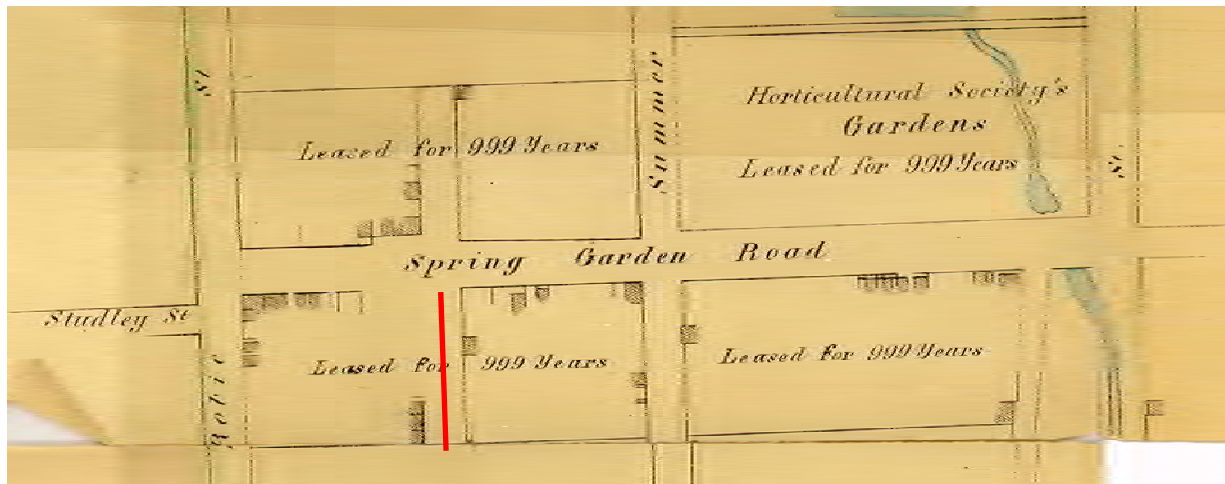 St.
Summer
Horticultural Society's
Gardens
Leased for 999 Years
Leased for 999 Years
St.
Spring Garden Road
Studley St
Robie
Leased for 999 Years
Leased for 999 Years